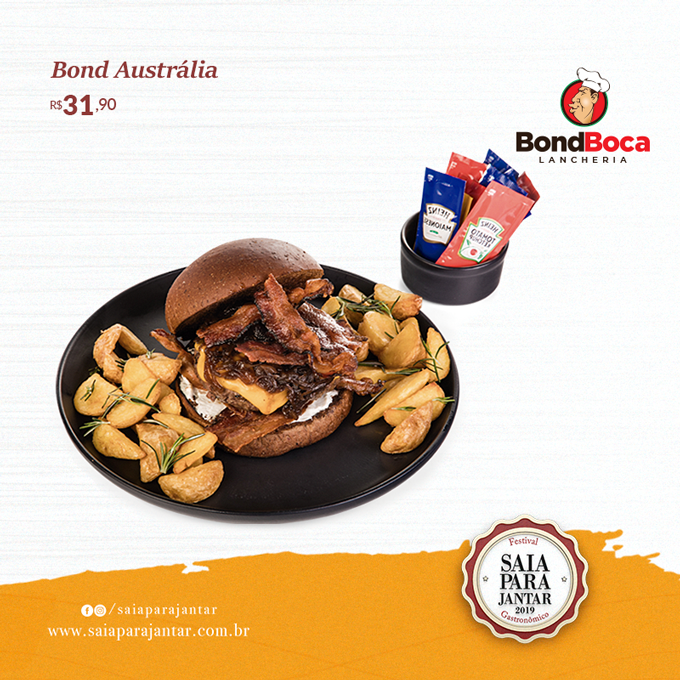 Bond Austrália
R$31,90
BondBoca
LANCHERIA
HEINZ
MAIONESE
HEINZ
TOMATO
KETCHUP
Festival
SAIA
PARA
JANTAR
2019
Gastronômico
/saiaparajantar
www.saiaparajantar.com.br